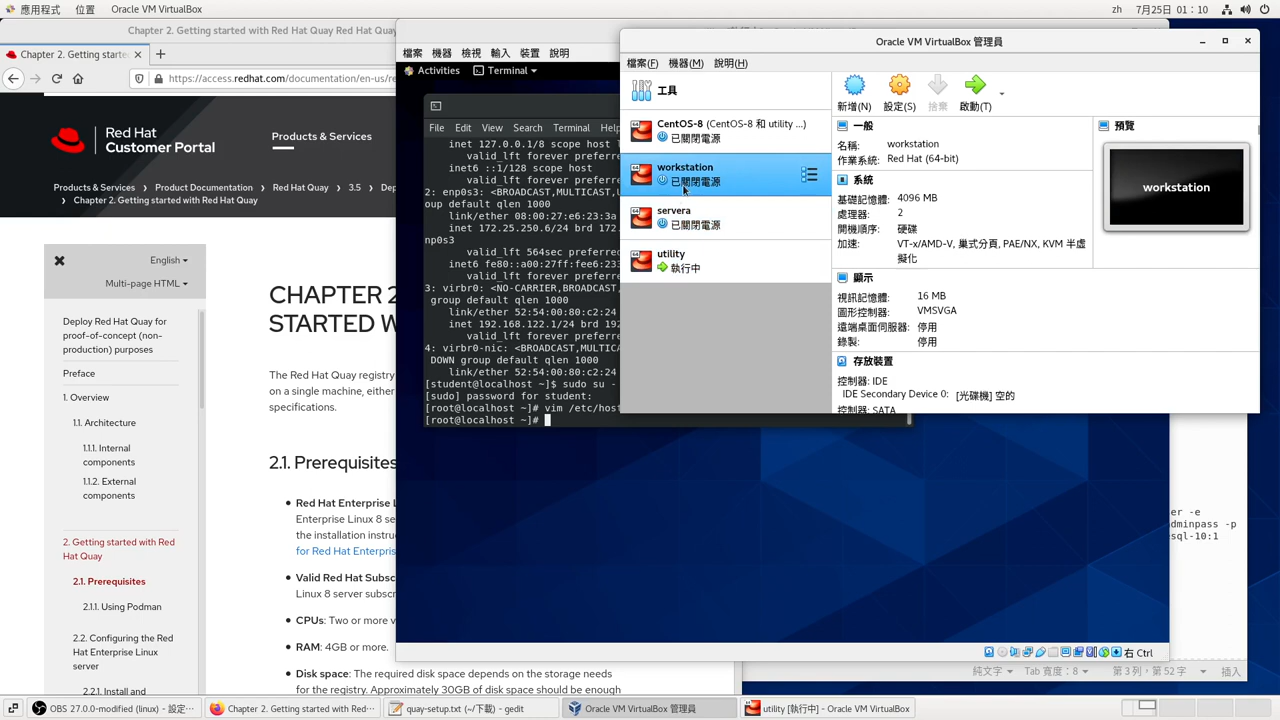 應用程式 位置 Oracle VM VirtualBox zh 7月25日 01：10
Chapter 2. Getting started with Red Hat Quay Red Hat Quay
Chapter 2. Getting starte
https://access.redhat.com/documentation/en-us/re
Red Hat
Customer Portal
Products & Services
Products & Services > Product Documentation > Red Hat Quay > 3.5 >
Chapter 2. Getting started with Red Hat Quay
English
Multi-page HTML
Deploy Red Hat Quay for
proof-of-concept (non-
production) purposes
Preface
1. Overview
1.1. Architecture
1.1.1. Internal
components
1.1.2. External
components
2. Getting started with Red
Hat Quay
2.1. Prerequisites
2.1.1. Using Podman
2.2. Configuring the Red
Hat Enterprise Linux
server
2.2.1. Install and
CHAPTER 2
STARTED W
The Red Hat Quay registry
on a single machine, either
specifications.
2.1. Prerequisites
Red Hat Enterprise L
Enterprise Linux 8 se
the installation instruc
for Red Hat Enterpris
Valid Red Hat Subsc
Linux 8 server subscr
CPUs: Two or more v
RAM: 4GB or more.
Disk space: The required disk space depends on the storage needs
for the registry. Approximately 30GB of disk space should be enough
檔案 機器 檢視 輸入 裝置 說明
Activities Terminal
File Edit View Search Terminal
inet 127.0.0.1/8 scope host l
valid_lft forever preferre
inet6 ::1/128 scope host
valid_lft forever preferre
2: enp0s3: <BROADCAST,MULTICAST,U
oup default qlen 1000
link/ether 08:00:27:e6:23:3a
inet 172.25.250.6/24 brd 172.
np0s3
valid_lft 564sec preferre
inet6 fe80::a00:27ff:fee6:233
valid_lft forever preferre
3: virbr0: <NO-CARRIER,BROADCAST,
group default qlen 1000
link/ether 52:54:00:80:c2:24
inet 192.168.122.1/24 brd 192
valid_lft forever preferre
4: virbr0-nic: <BROADCAST,MULTICA
DOWN group default qlen 1000
link/ether 52:54:00:80:c2:24
[student@localhost ~]$ sudo su -
[sudo] password for student:
[root@localhost ~]# vim /etc/host
[root@localhost ~]#
Oracle VM VirtualBox 管理員
檔案(F) 機器(M) 說明(H)
工具
CentOS-8 (CentOS-8 和 utility ...)
已關閉電源
workstation
已關閉電源
servera
已關閉電源
utility
執行中
新增(N) 設定(S) 捨棄 啟動(T)
一般
名稱: workstation
作業系統: Red Hat (64-bit)
系統
基礎記憶體: 4096 MB
處理器: 2
開機順序: 硬碟
加速: VT-x/AMD-V, 巢式分頁, PAE/NX, KVM 半虛
擬化
顯示
視訊記憶體: 16 MB
圖形控制器: VMSVGA
遠端桌面伺服器: 停用
錄製: 停用
存放裝置
控制器: IDE
IDE Secondary Device 0: [光碟機] 空的
控制器: SATA
預覽
workstation
er -e
dminpass -p
sql-10:1
右 Ctrl
純文字 Tab 寬度：8 第 3 列，第 52 字 插入
OBS 27.0.0-modified (linux) - 設定…
Chapter 2. Getting started with Red…
quay-setup.txt (~/下載) - gedit
Oracle VM VirtualBox 管理員
utility [執行中] - Oracle VM VirtualBox